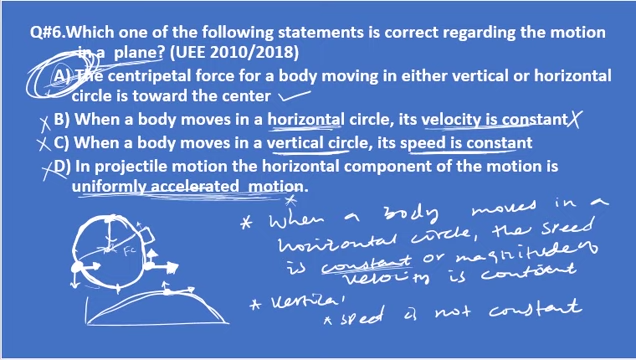 Q#6.Which one of the following statements is correct regarding the motion
in a plane? (UEE 2010/2018)
A) The centripetal force for a body moving in either vertical or horizontal
circle is toward the center
B) When a body moves in a horizontal circle, its velocity is constant
C) When a body moves in a vertical circle, its speed is constant
D) In projectile motion the horizontal component of the motion is
uniformly accelerated motion.
* When a body moves in a
horizontal circle, the speed
is constant or magnitude of
velocity is contant
Fc
* Vertical
* speed is not constant